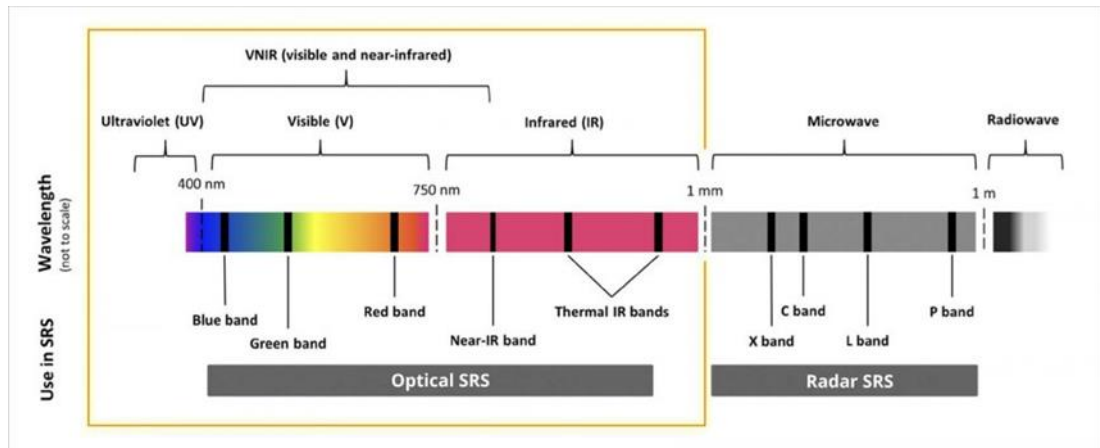 VNIR (visible and near-infrared)
Ultraviolet (UV)
Visible (V)
Infrared (IR)
Microwave
Radiowave
400 nm
750 nm
1 mm
1 m
Wavelength
(not to scale)
Blue band
Green band
Red band
Near-IR band
Thermal IR bands
X band
C band
L band
P band
Use in SRS
Optical SRS
Radar SRS